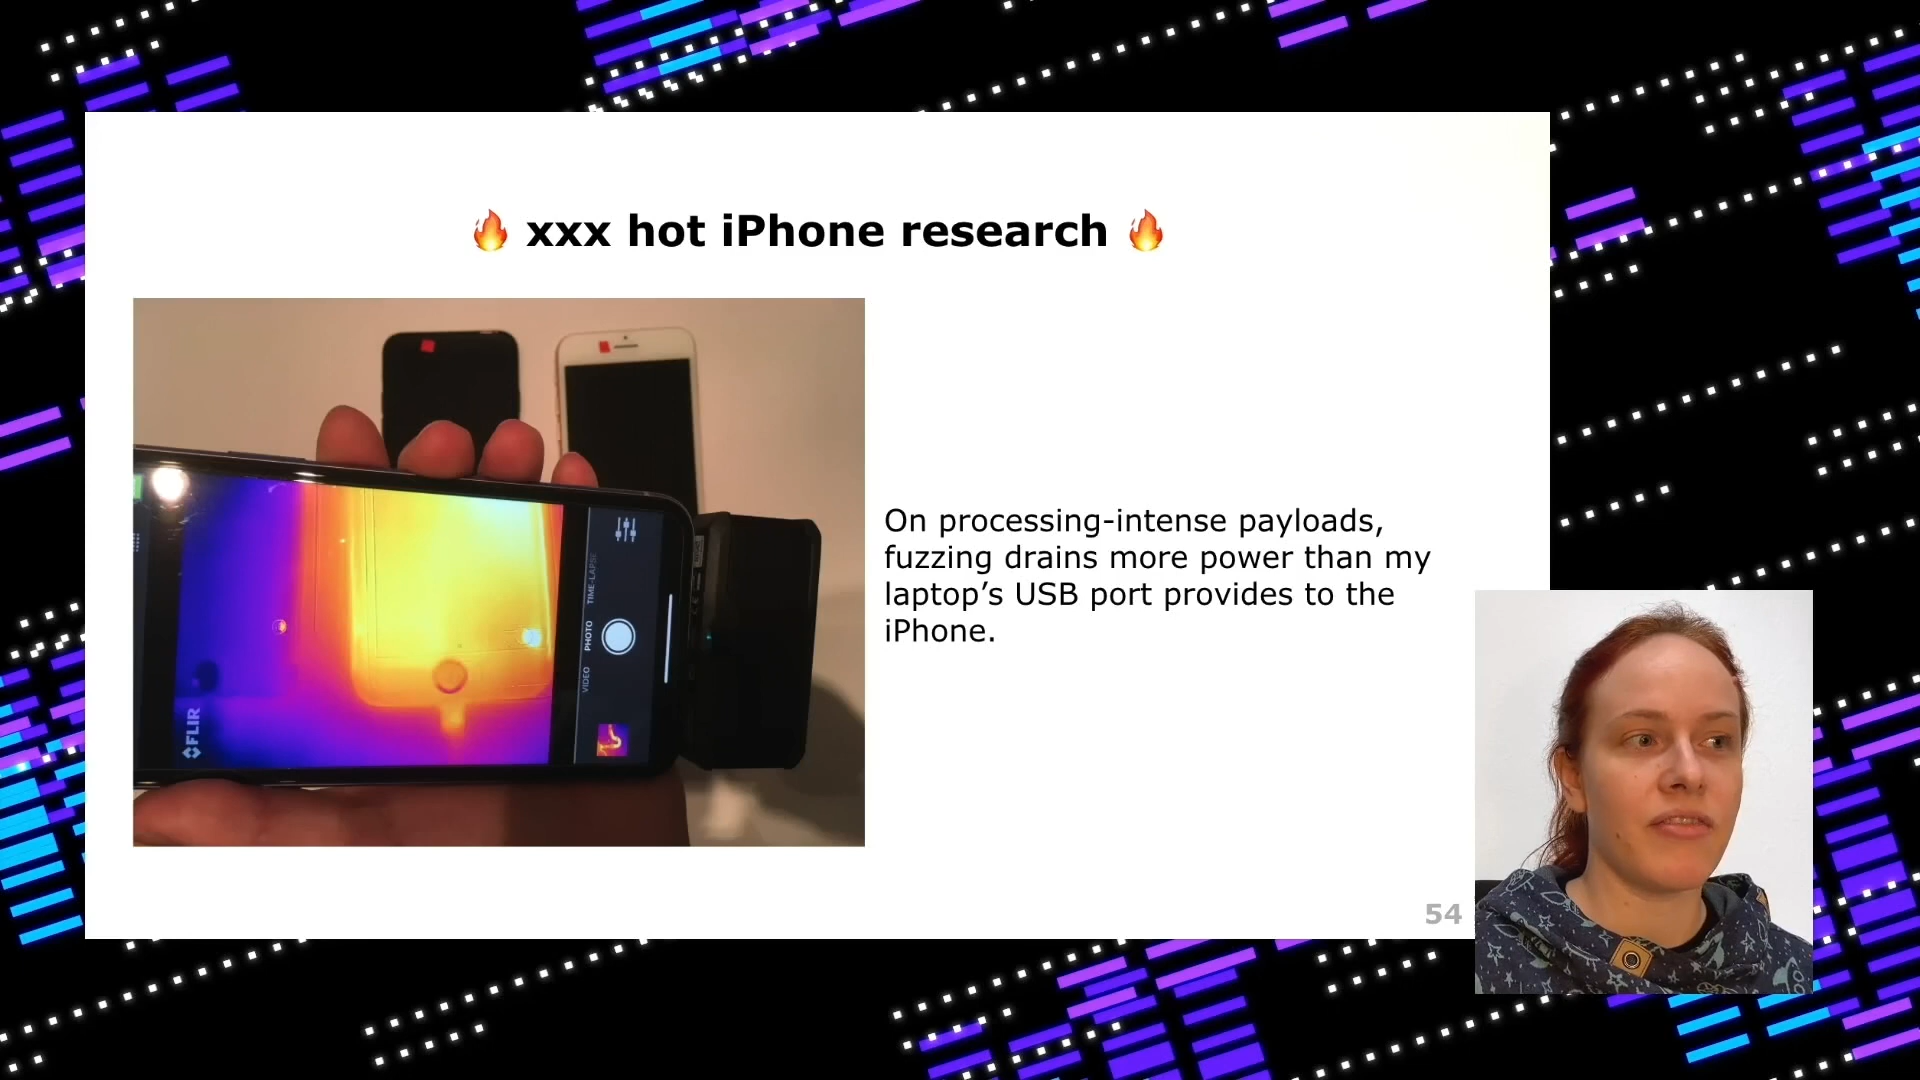 🔥 xxx hot iPhone research 🔥
FLIR
VIDEO
PHOTO
TIME-LAPSE
On processing-intense payloads,
fuzzing drains more power than my
laptop’s USB port provides to the
iPhone.
54